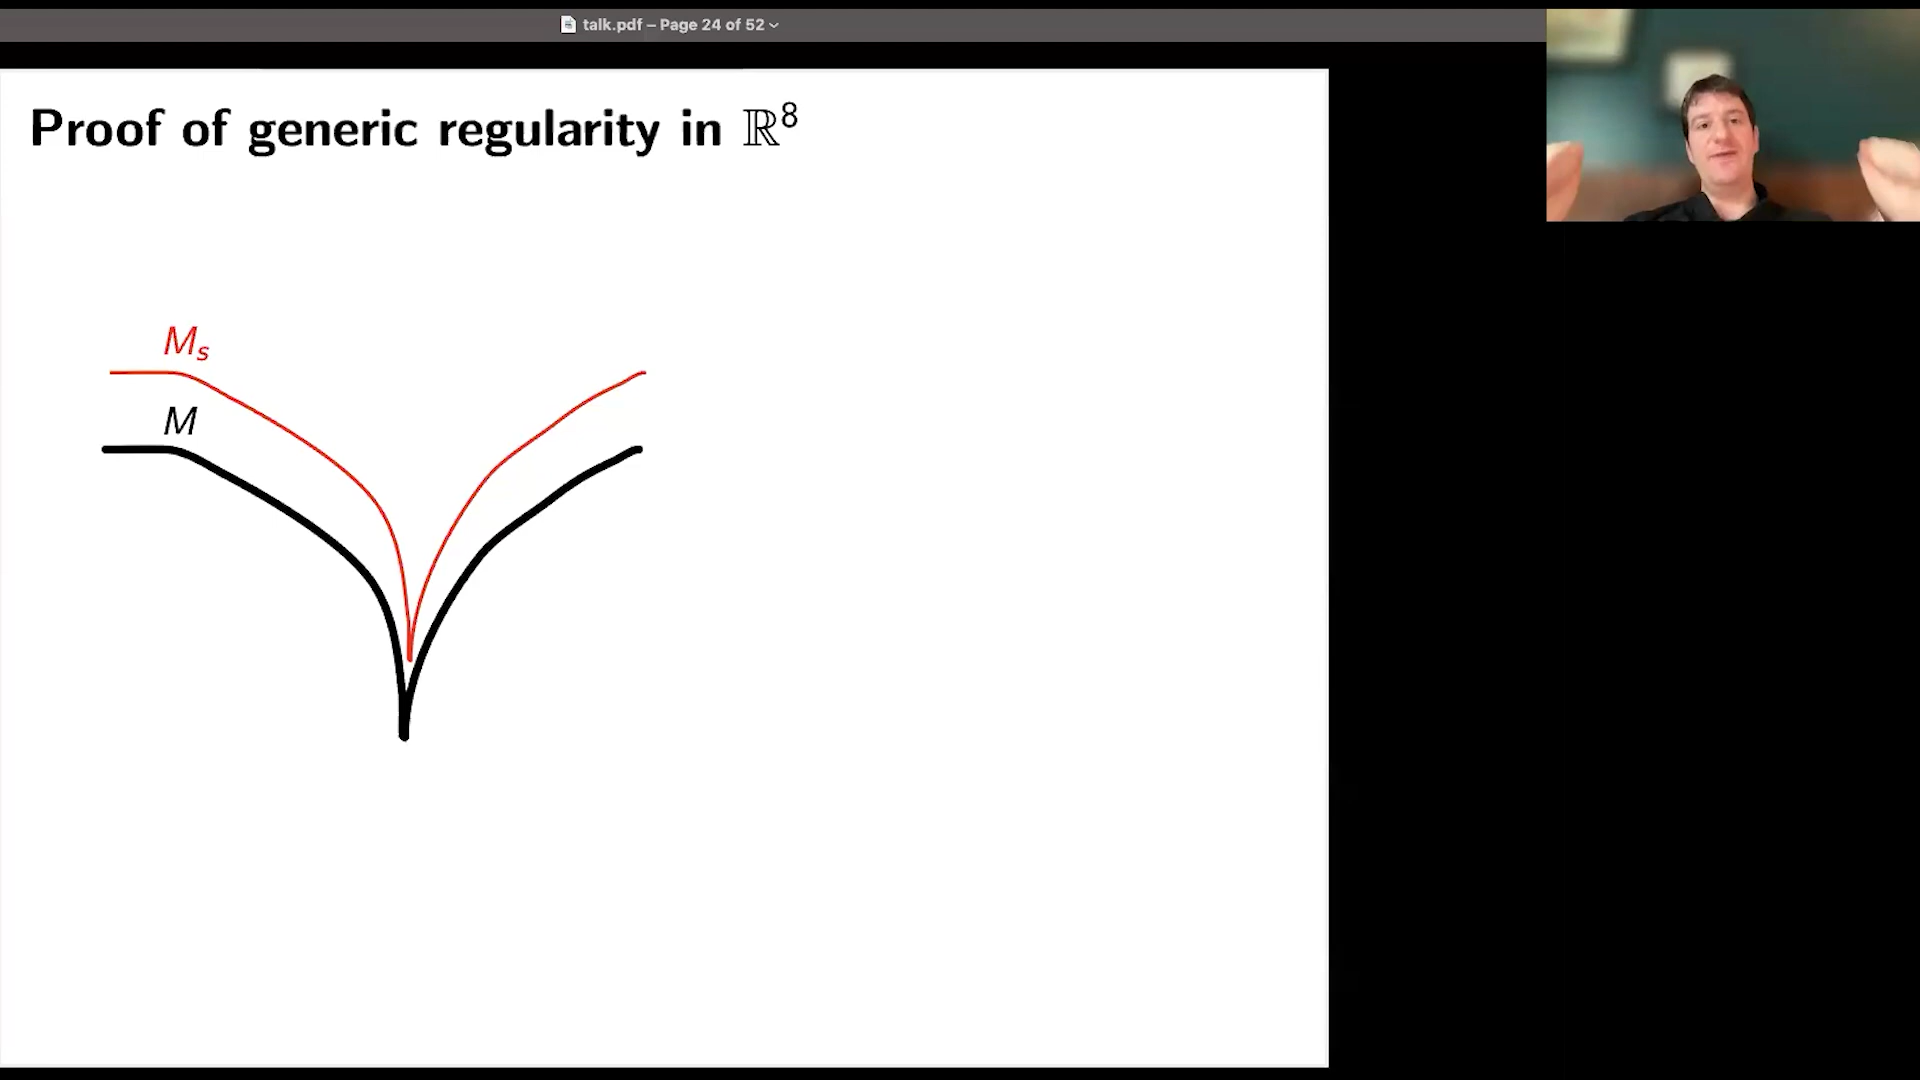 talk.pdf – Page 24 of 52
Proof of generic regularity in ℝ⁸
Mₛ
M